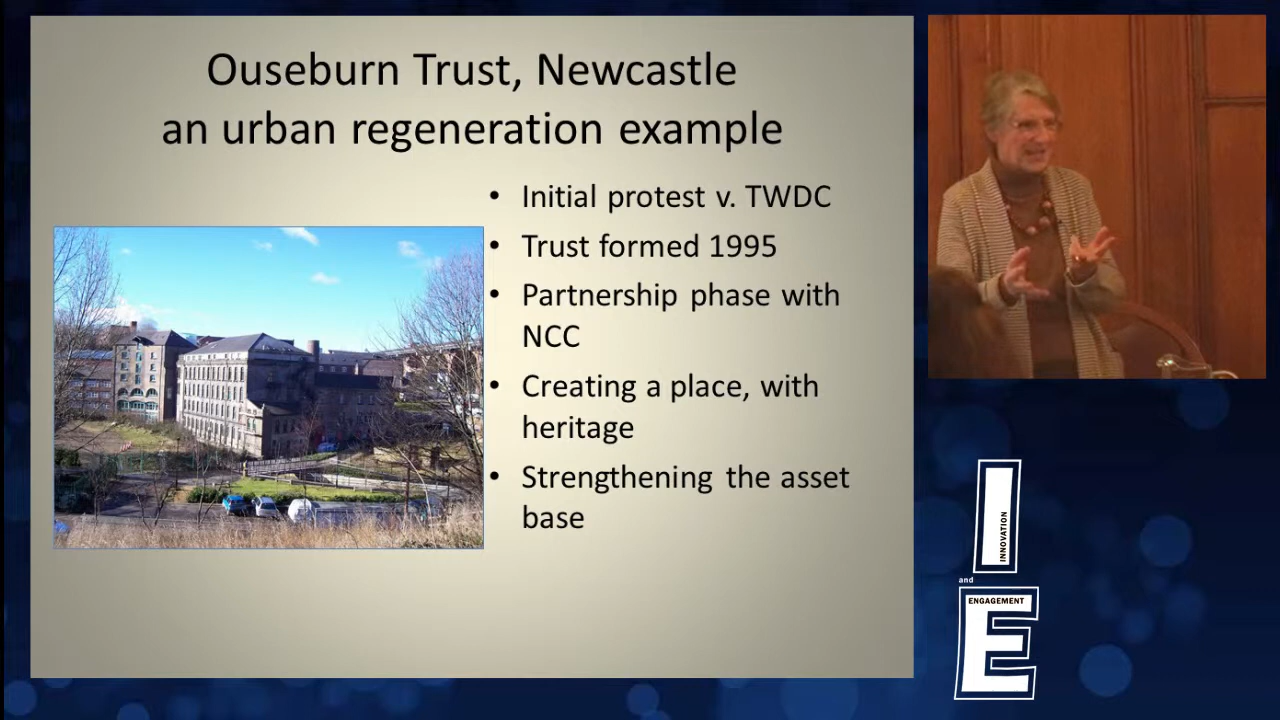 Ouseburn Trust, Newcastle
an urban regeneration example
• Initial protest v. TWDC
• Trust formed 1995
• Partnership phase with
NCC
• Creating a place, with
heritage
• Strengthening the asset
base
I
INNOVATION
and
ENGAGEMENT
E